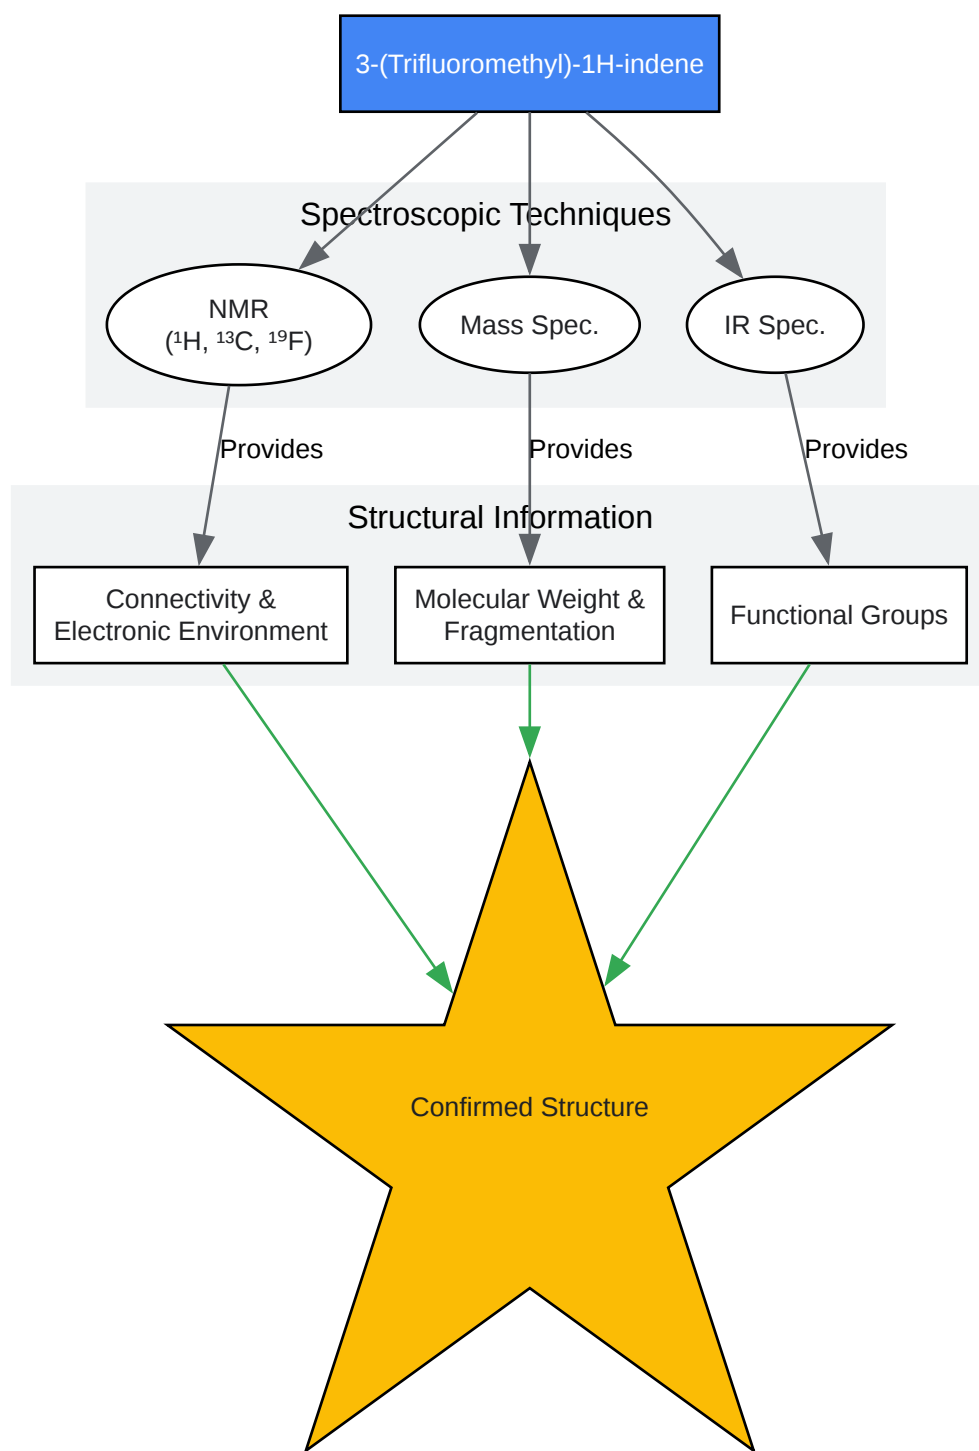 3-(Trifluoromethyl)-1H-indene
Spectroscopic Techniques
NMR
(¹H, ¹³C, ¹⁹F)
Mass Spec.
IR Spec.
Provides
Provides
Provides
Structural Information
Connectivity &
Electronic Environment
Molecular Weight &
Fragmentation
Functional Groups
Confirmed Structure